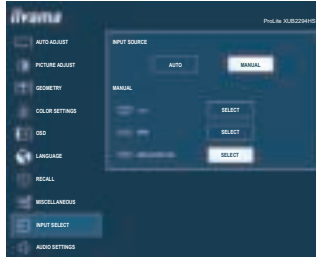 iiyama
ProLite XUB2294HS
AUTO ADJUST
INPUT SOURCE
PICTURE ADJUST
AUTO
MANUAL
GEOMETRY
MANUAL
COLOR SETTINGS
SELECT
OSD
SELECT
LANGUAGE
SELECT
RECALL
MISCELLANEOUS
INPUT SELECT
AUDIO SETTINGS